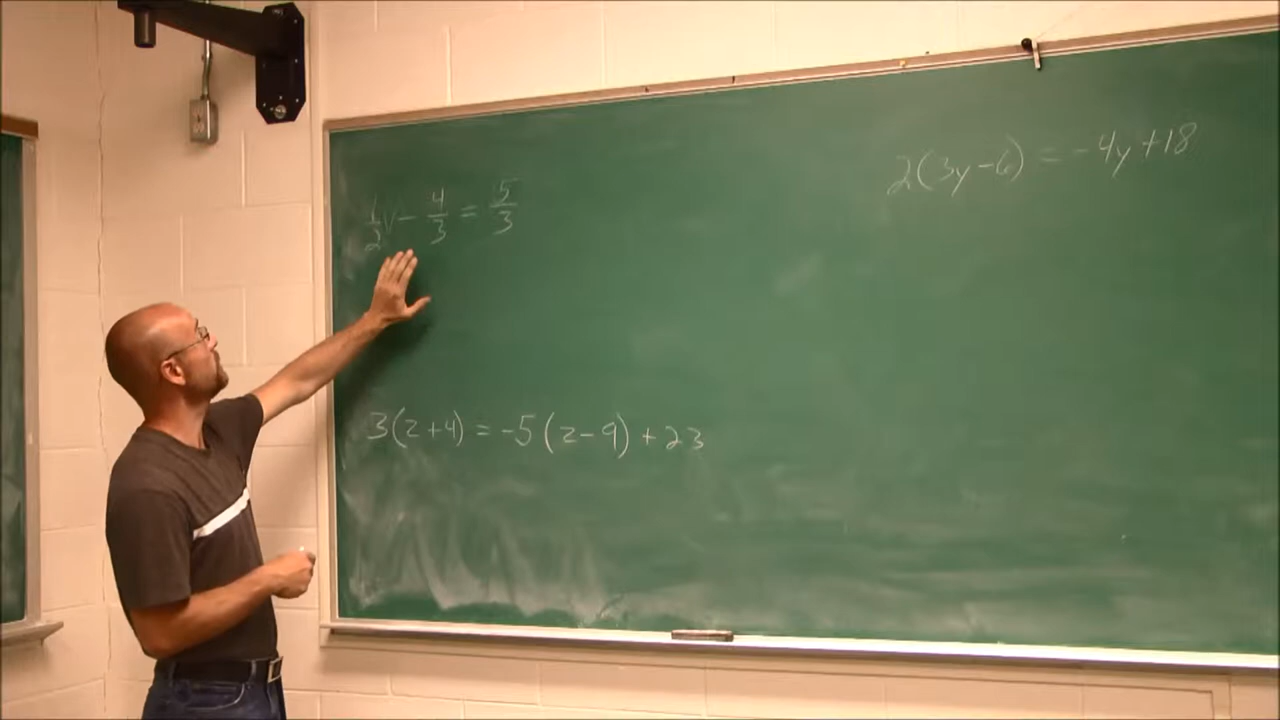 1/2 y - 4/3 = 5/3
2(3y-6) = -4y+18
3(z+4) = -5(z-9) + 23